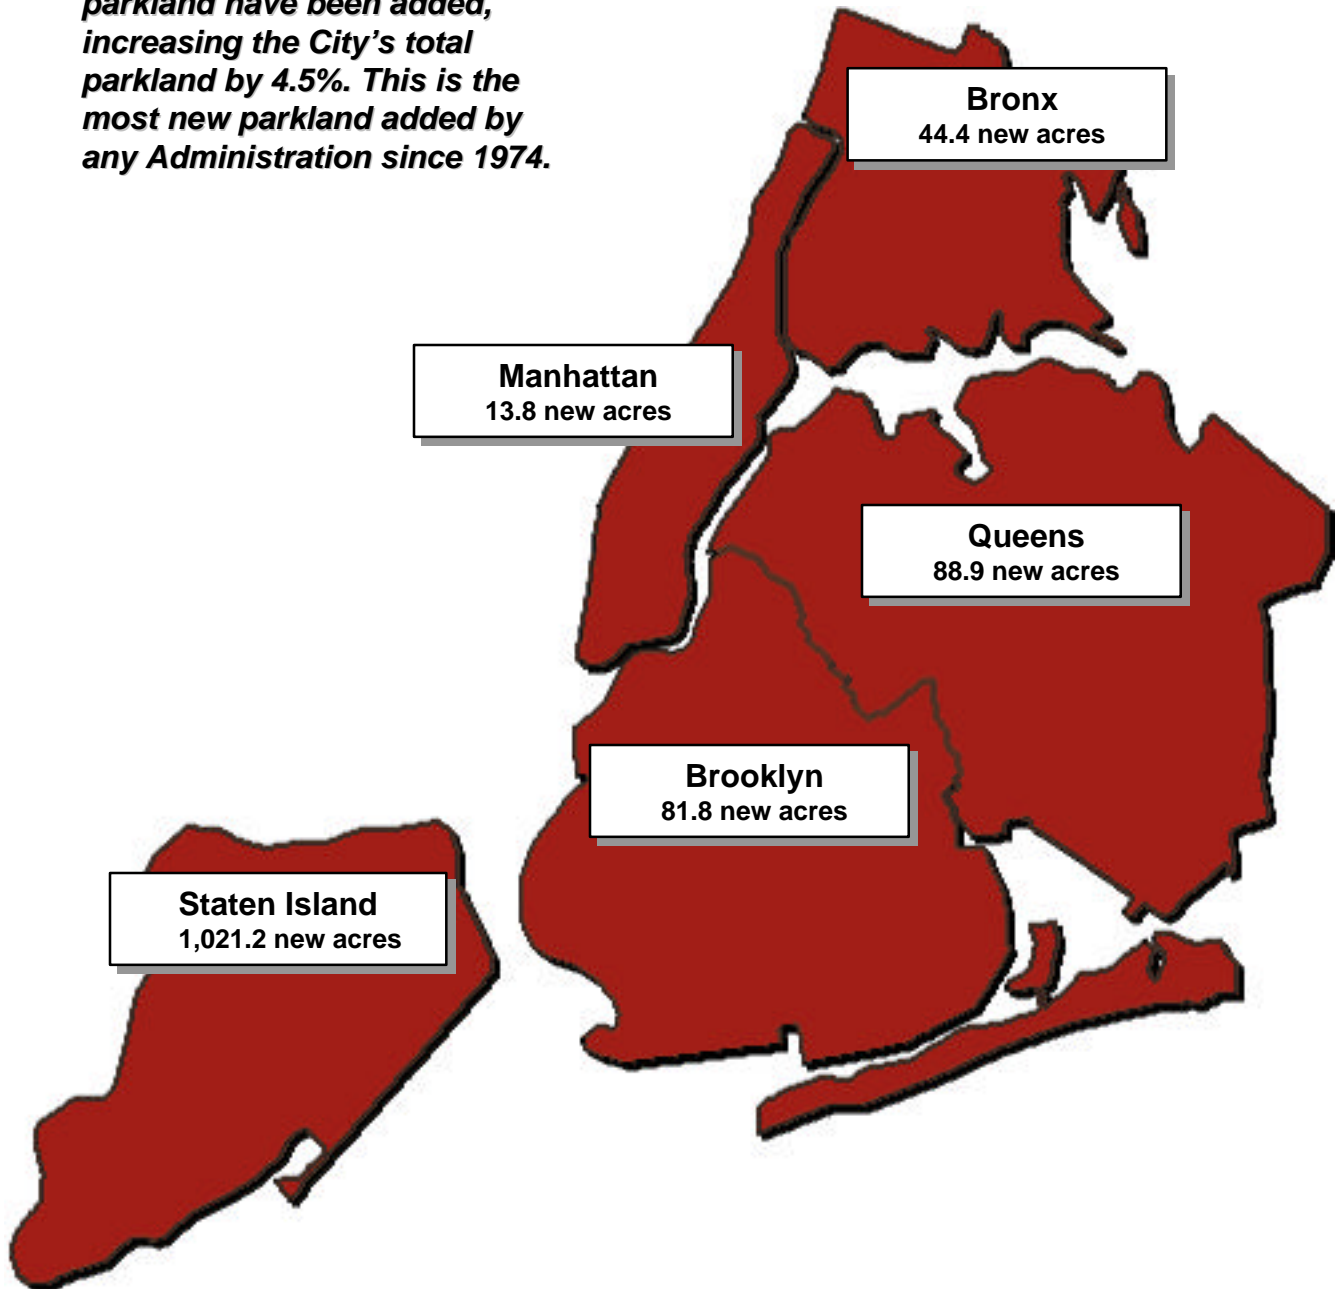 parkland have been added,
increasing the City's total
parkland by 4.5%. This is the
most new parkland added by
any Administration since 1974.
Bronx
44.4 new acres
Manhattan
13.8 new acres
Queens
88.9 new acres
Brooklyn
81.8 new acres
Staten Island
1,021.2 new acres